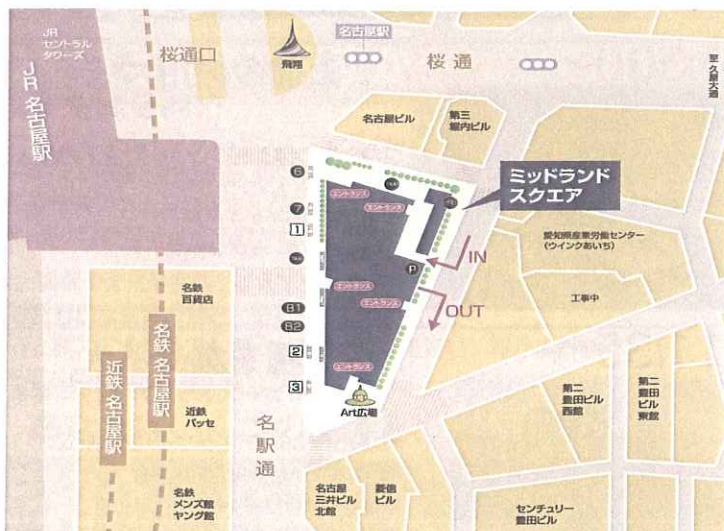 JR
セントラル
タワーズ
JR 名古屋駅
桜通口
飛翔
名古屋駅
桜通
至 久屋大通
名古屋ビル
第三
堀内ビル
ミッドランド
スクエア
6
7
1
エントランス
エントランス
P
IN
OUT
愛知県産業労働センター
(ウインクあいち)
工事中
名鉄
百貨店
B1
B2
2
3
エントランス
エントランス
エントランス
名鉄 名古屋駅
近鉄 名古屋駅
近鉄
パッセ
名鉄
メンズ館
ヤング館
名駅通
Art広場
第二
豊田ビル
西館
第二
豊田
ビル
東館
名古屋
三井ビル
北館
菱信
ビル
センチュリー
豊田ビル